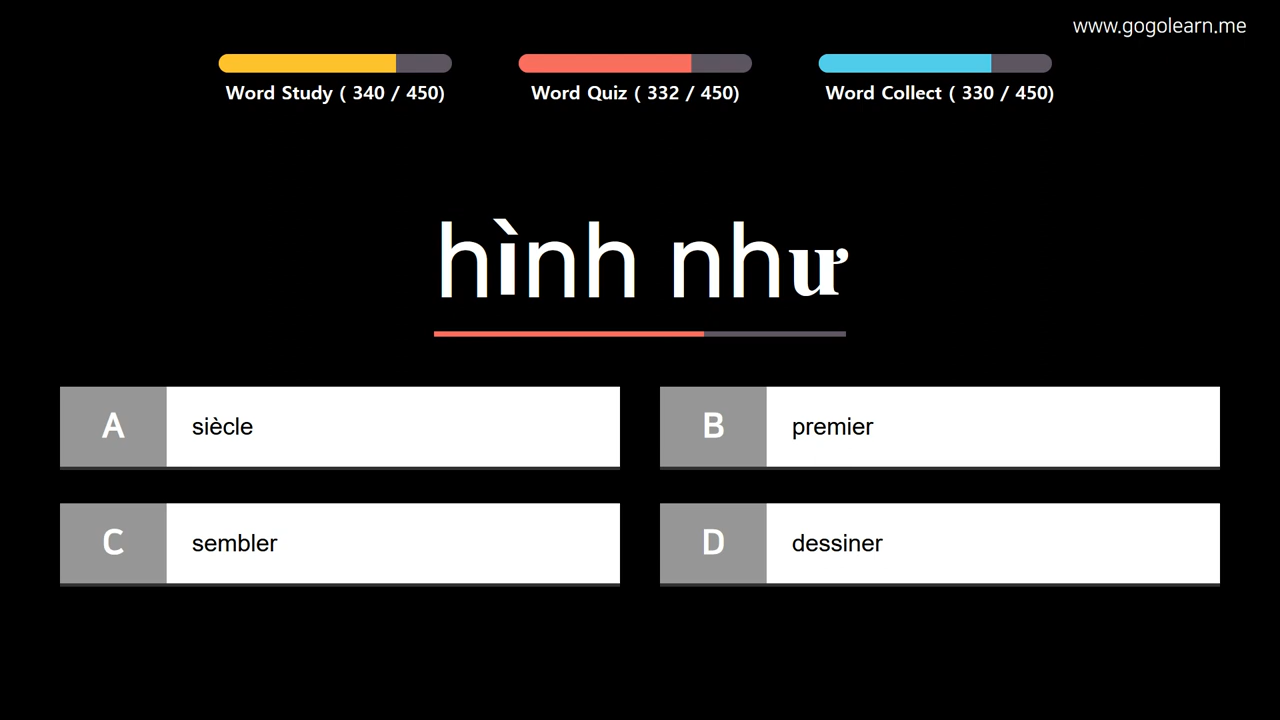 www.gogolearn.me
Word Study ( 340 / 450)
Word Quiz ( 332 / 450)
Word Collect ( 330 / 450)
hình như
A siècle
B premier
C sembler
D dessiner